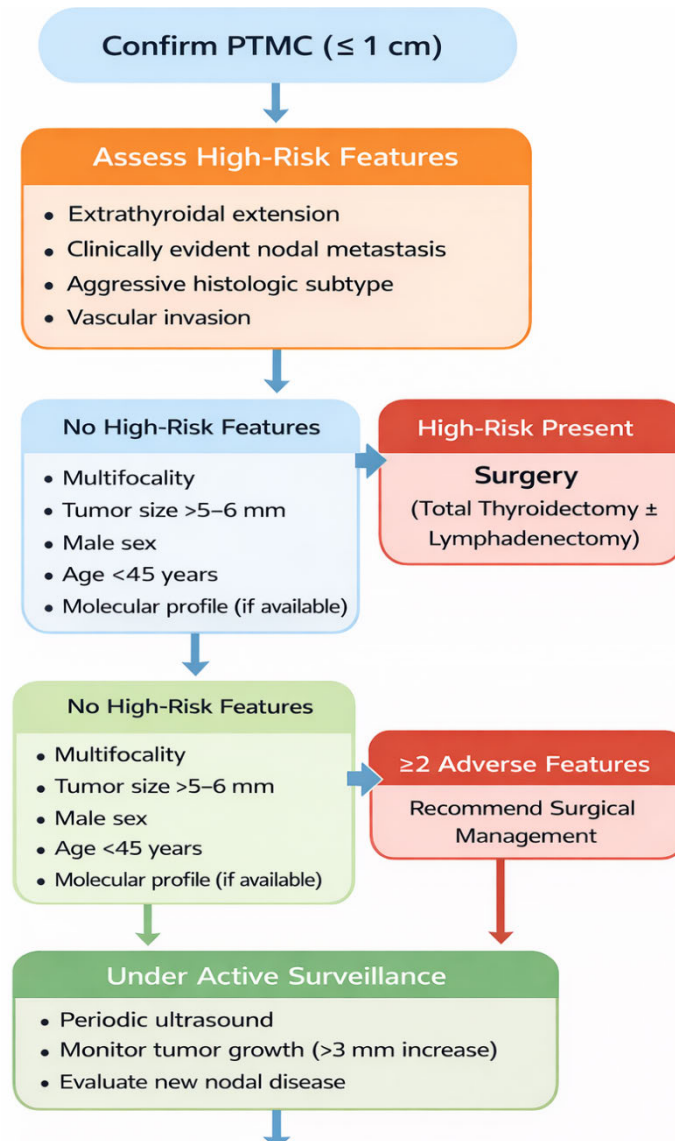 Confirm PTMC (≤ 1 cm)
Assess High-Risk Features
• Extrathyroidal extension
• Clinically evident nodal metastasis
• Aggressive histologic subtype
• Vascular invasion
No High-Risk Features
• Multifocality
• Tumor size >5–6 mm
• Male sex
• Age <45 years
• Molecular profile (if available)
High-Risk Present
Surgery
(Total Thyroidectomy ±
Lymphadenectomy)
No High-Risk Features
• Multifocality
• Tumor size >5–6 mm
• Male sex
• Age <45 years
• Molecular profile (if available)
≥2 Adverse Features
Recommend Surgical
Management
Under Active Surveillance
• Periodic ultrasound
• Monitor tumor growth (>3 mm increase)
• Evaluate new nodal disease